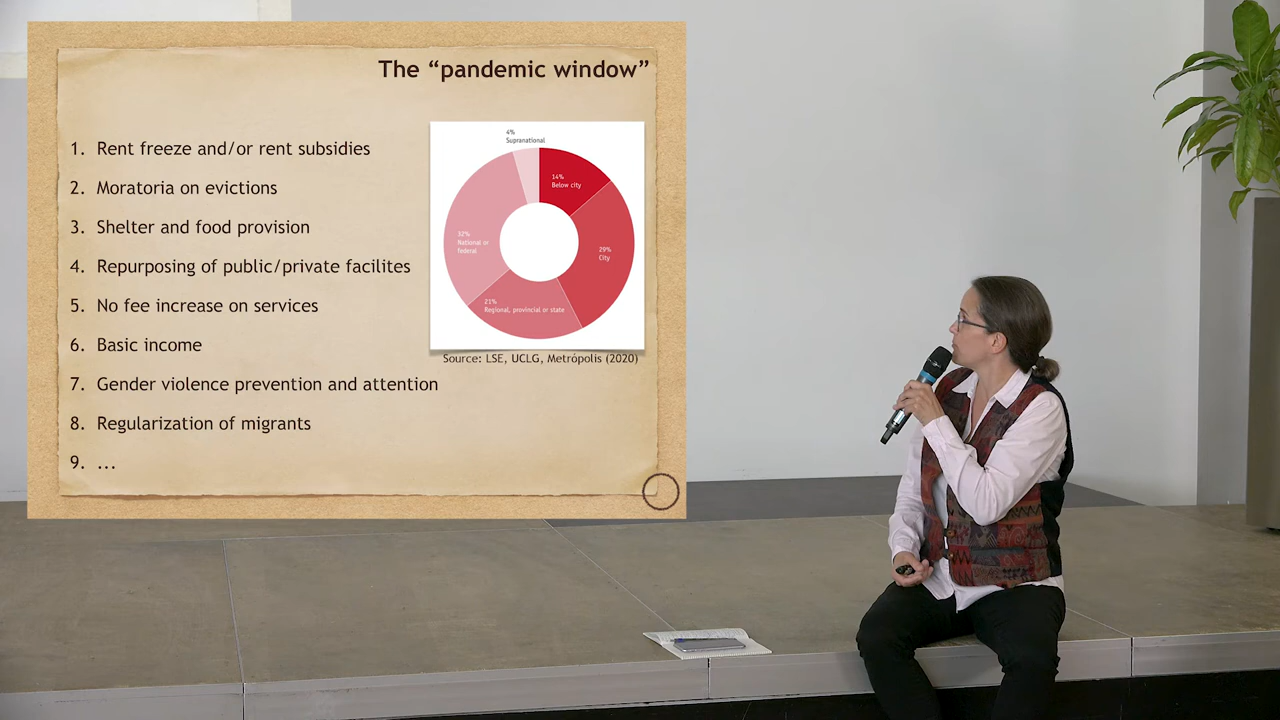 The “pandemic window”
1. Rent freeze and/or rent subsidies
2. Moratoria on evictions
3. Shelter and food provision
4. Repurposing of public/private facilites
5. No fee increase on services
6. Basic income
7. Gender violence prevention and attention
8. Regularization of migrants
9. ...
4%
Supranational
14%
Below city
29%
City
21%
Regional, provincial or state
32%
National or
federal
Source: LSE, UCLG, Metrópolis (2020)